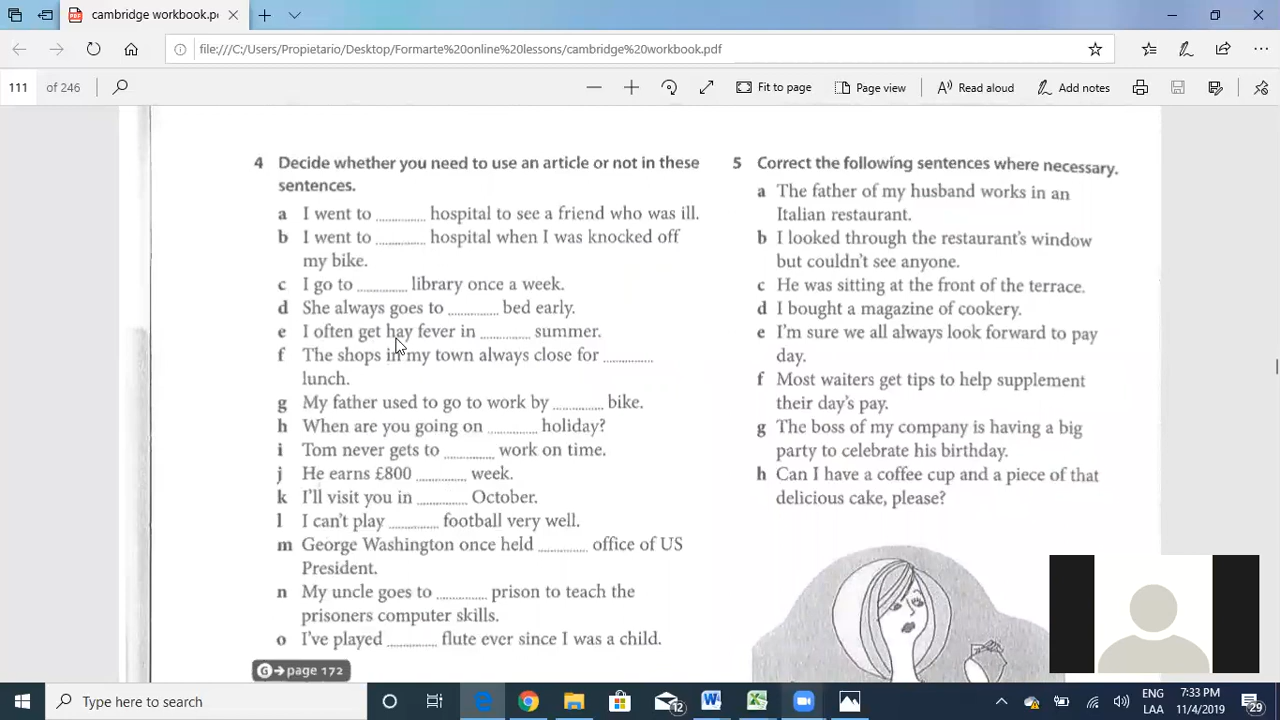 cambridge workbook.p
file:///C:/Users/Propietario/Desktop/Formarte%20online%20lessons/cambridge%20workbook.pdf
111 of 246
Fit to page
Page view
Read aloud
Add notes
4 Decide whether you need to use an article or not in these
sentences.
a I went to ............ hospital to see a friend who was ill.
b I went to ............ hospital when I was knocked off
my bike.
c I go to ............ library once a week.
d She always goes to ............ bed early.
e I often get hay fever in ............ summer.
f The shops in my town always close for ............
lunch.
g My father used to go to work by ............ bike.
h When are you going on ............ holiday?
i Tom never gets to ............ work on time.
j He earns £800 ............ week.
k I'll visit you in ............ October.
l I can't play ............ football very well.
m George Washington once held ............ office of US
President.
n My uncle goes to ............ prison to teach the
prisoners computer skills.
o I've played ............ flute ever since I was a child.
G → page 172
5 Correct the following sentences where necessary.
a The father of my husband works in an
Italian restaurant.
b I looked through the restaurant's window
but couldn't see anyone.
c He was sitting at the front of the terrace.
d I bought a magazine of cookery.
e I'm sure we all always look forward to pay
day.
f Most waiters get tips to help supplement
their day's pay.
g The boss of my company is having a big
party to celebrate his birthday.
h Can I have a coffee cup and a piece of that
delicious cake, please?
Type here to search
12
ENG
LAA
7:33 PM
11/4/2019
29